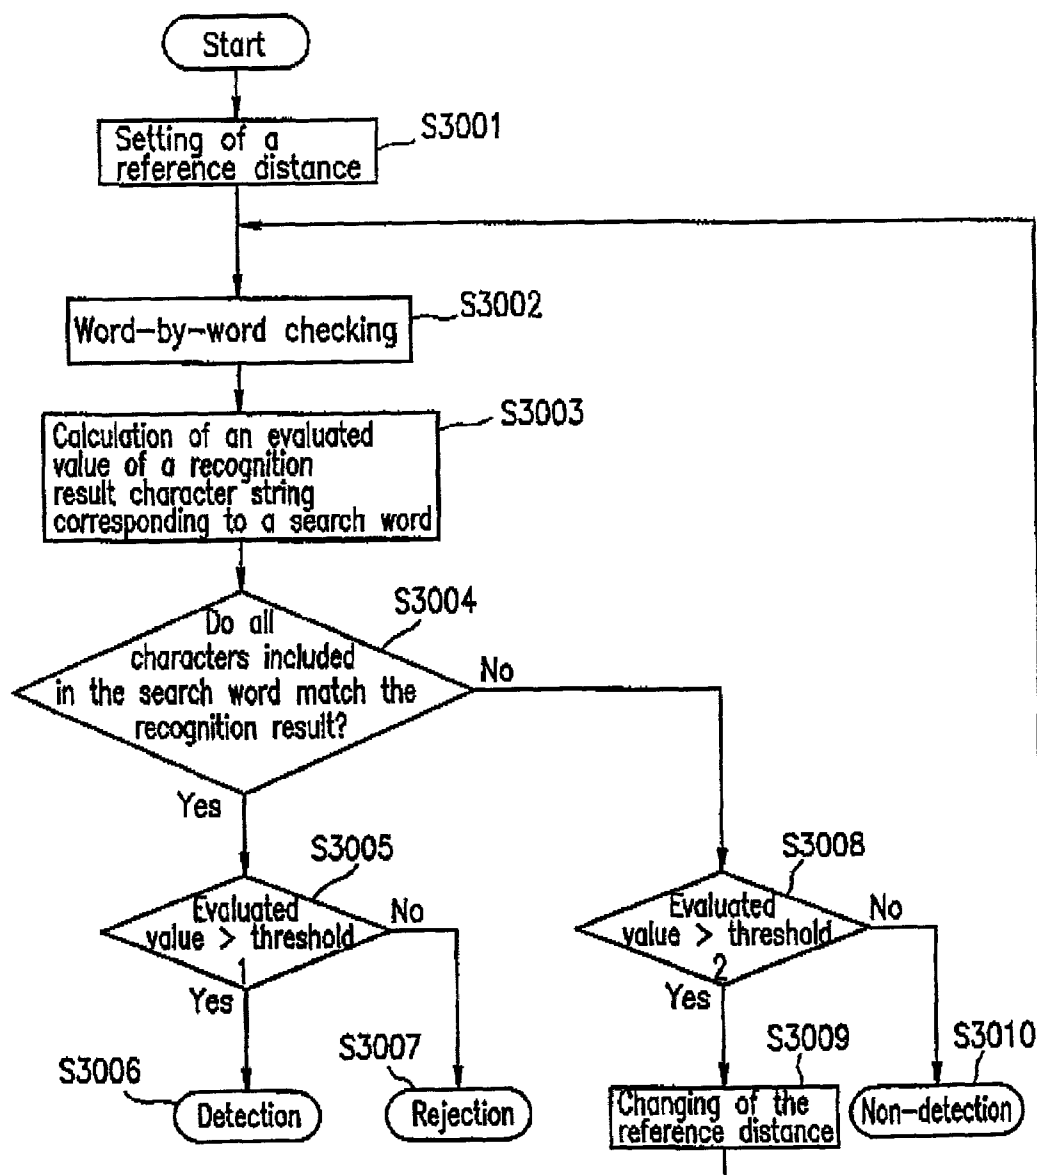 Start
S3001
Setting of a
reference distance
S3002
Word-by-word checking
S3003
Calculation of an evaluated
value of a recognition
result character string
corresponding to a search word
S3004
Do all
characters included
in the search word match the
recognition result?
No
Yes
S3005
Evaluated
value > threshold
1
No
Yes
S3008
Evaluated
value > threshold
2
No
Yes
S3006
Detection
S3007
Rejection
S3009
Changing of the
reference distance
S3010
Non-detection